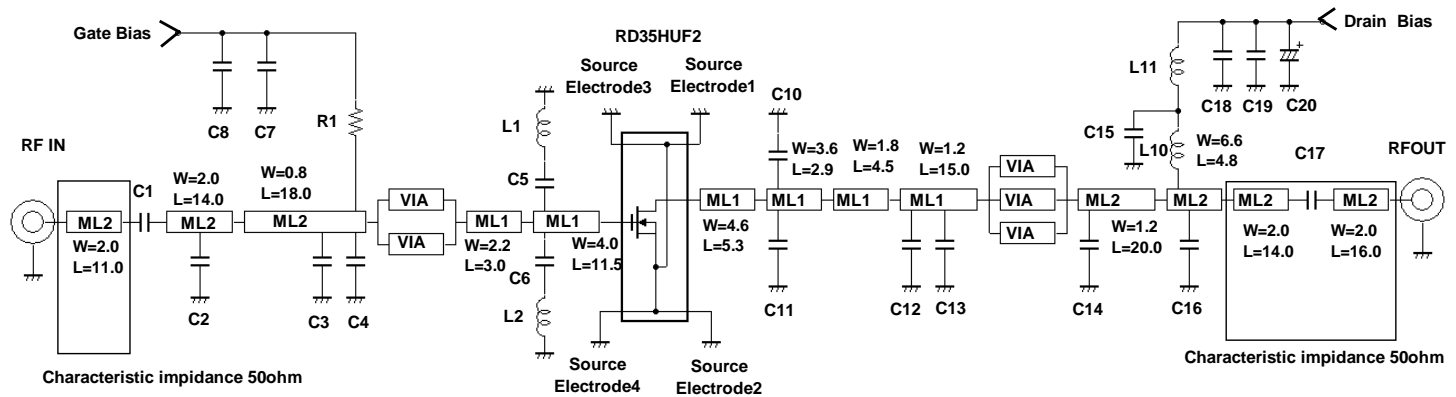 Gate Bias
Drain Bias
RD35HUF2
Source
Electrode3
Source
Electrode1
C10
L11
C18 C19 C20
+
C8 C7
R1
L1
C15
L10
W=6.6
L=4.8
C17
RF IN
RFOUT
C1
W=2.0
L=14.0
W=0.8
L=18.0
C5
W=3.6
L=2.9
W=1.8
L=4.5
W=1.2
L=15.0
ML2
ML2
ML2
VIA
VIA
ML1
ML1
ML1
ML1
ML1
ML1
VIA
VIA
VIA
ML2
ML2
ML2
ML2
W=2.0
L=11.0
W=2.2
L=3.0
W=4.0
L=11.5
W=4.6
L=5.3
W=1.2
L=20.0
W=2.0
L=14.0
W=2.0
L=16.0
C6
C2
C3 C4
L2
C11
C12 C13
C14
C16
Source
Electrode4
Source
Electrode2
Characteristic impidance 50ohm
Characteristic impidance 50ohm